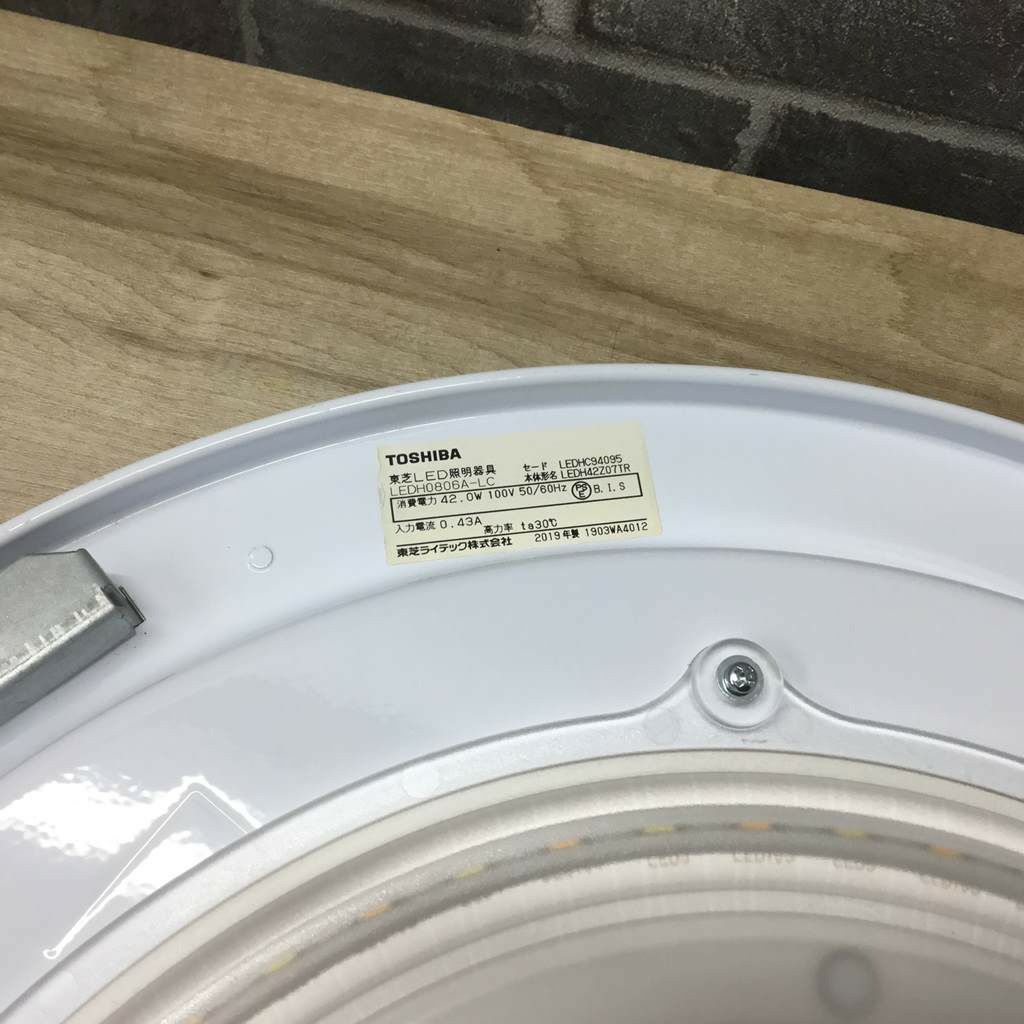 TOSHIBA
東芝LED照明器具 セード LEDHC94095
LEDH0806A-LC 本体形名 LEDH42Z07TR
消費電力 42.0W 100V 50/60Hz PSE B.I.S
入力電流 0.43A 高力率 ta30℃
東芝ライテック株式会社 2019年製 1903WA4012